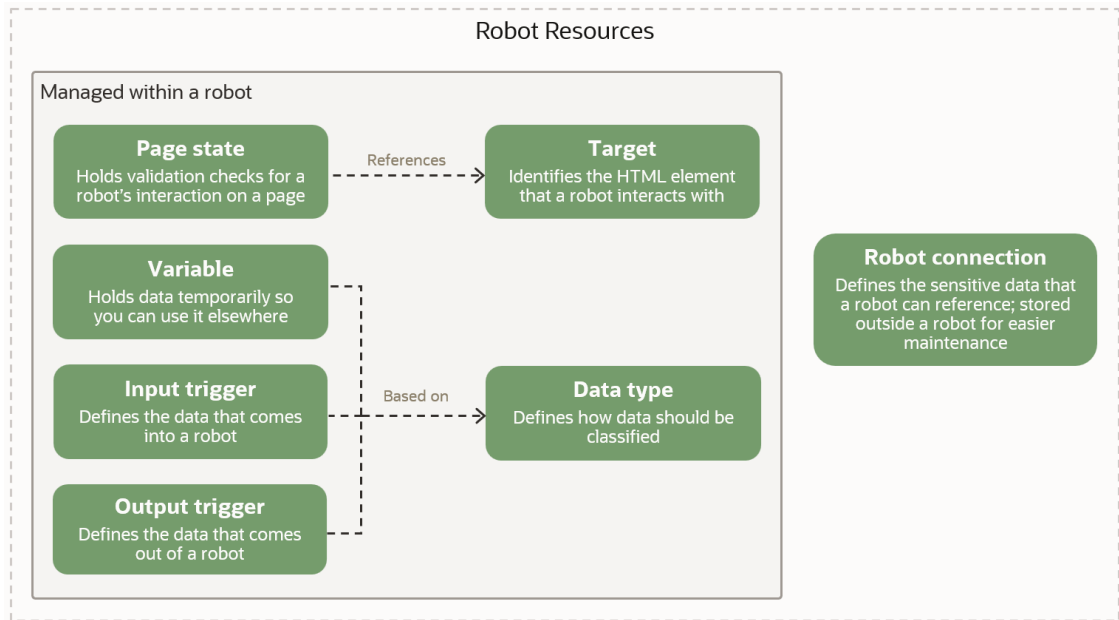 Robot Resources
Managed within a robot
Page state
Holds validation checks for a
robot's interaction on a page
References
Target
Identifies the HTML element
that a robot interacts with
Variable
Holds data temporarily so
you can use it elsewhere
Input trigger
Defines the data that comes
into a robot
Based on
Data type
Defines how data should be
classified
Output trigger
Defines the data that comes
out of a robot
Robot connection
Defines the sensitive data that
a robot can reference; stored
outside a robot for easier
maintenance